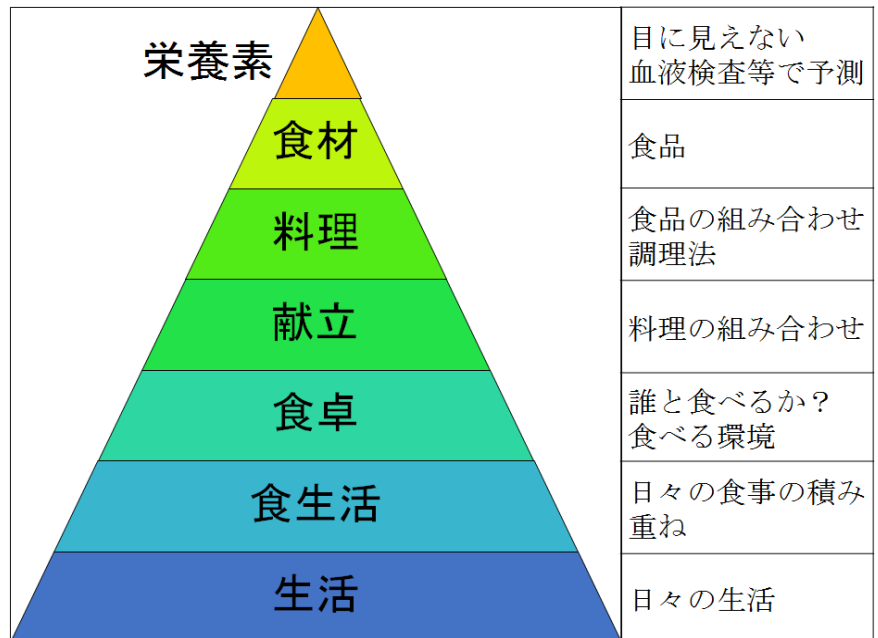 栄養素
目に見えない
血液検査等で予測
食材
食品
料理
食品の組み合わせ
調理法
献立
料理の組み合わせ
食卓
誰と食べるか？
食べる環境
食生活
日々の食事の積み
重ね
生活
日々の生活